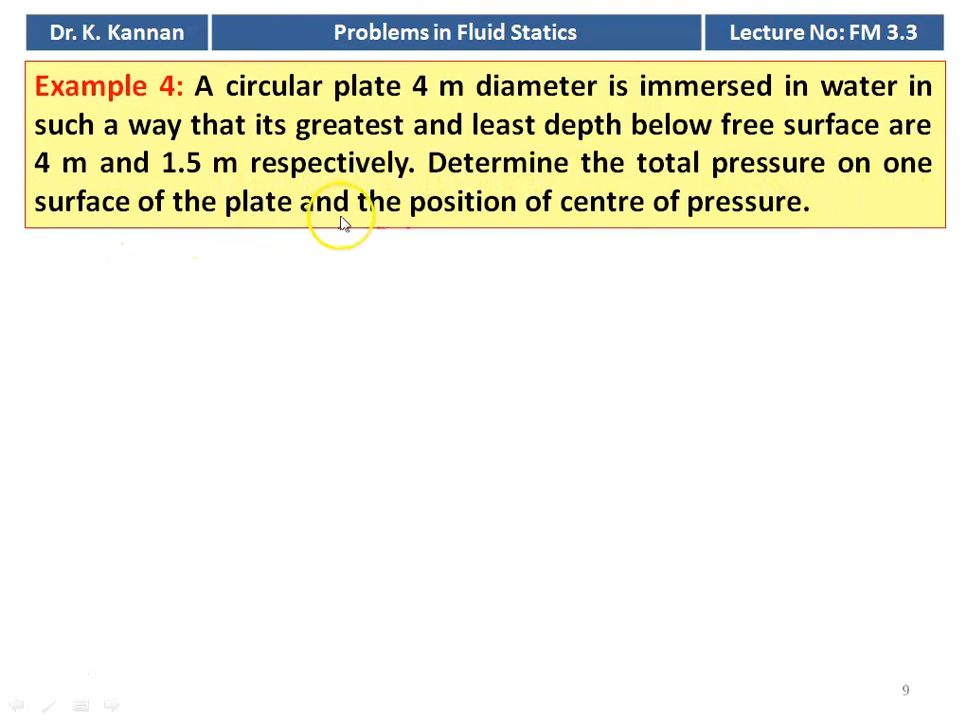 Dr. K. Kannan
Problems in Fluid Statics
Lecture No: FM 3.3
Example 4: A circular plate 4 m diameter is immersed in water in
such a way that its greatest and least depth below free surface are
4 m and 1.5 m respectively. Determine the total pressure on one
surface of the plate and the position of centre of pressure.
9